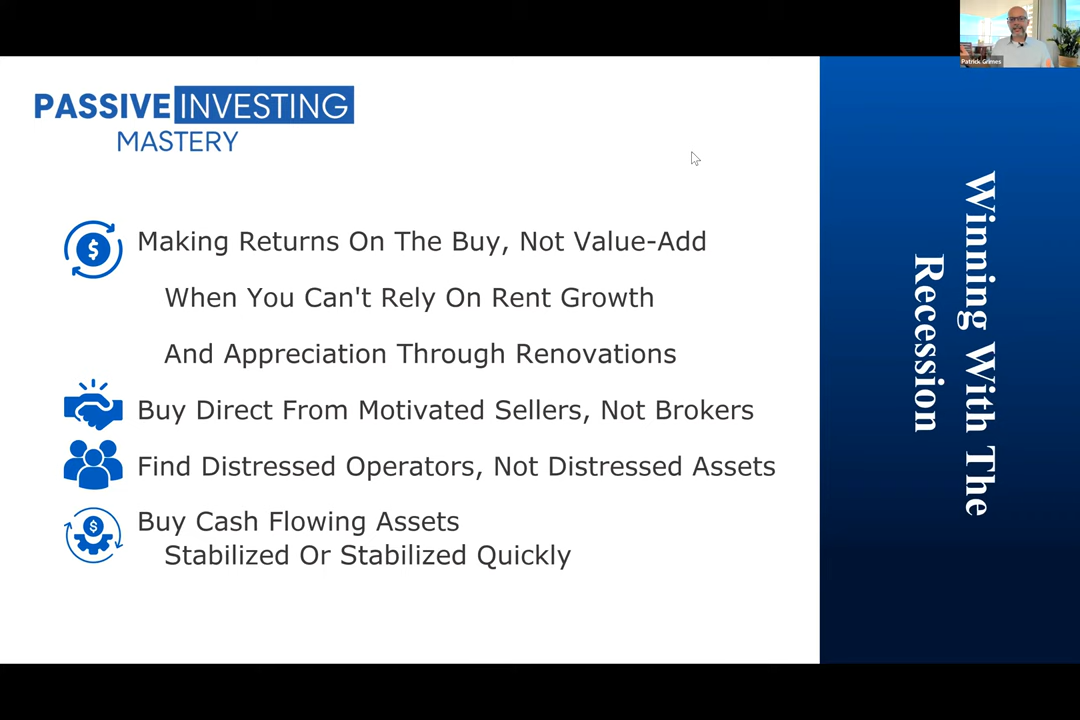 Patrick Grimes
PASSIVE INVESTING
MASTERY
Making Returns On The Buy, Not Value-Add
When You Can't Rely On Rent Growth
And Appreciation Through Renovations
Buy Direct From Motivated Sellers, Not Brokers
Find Distressed Operators, Not Distressed Assets
Buy Cash Flowing Assets
Stabilized Or Stabilized Quickly
Winning With The
Recession